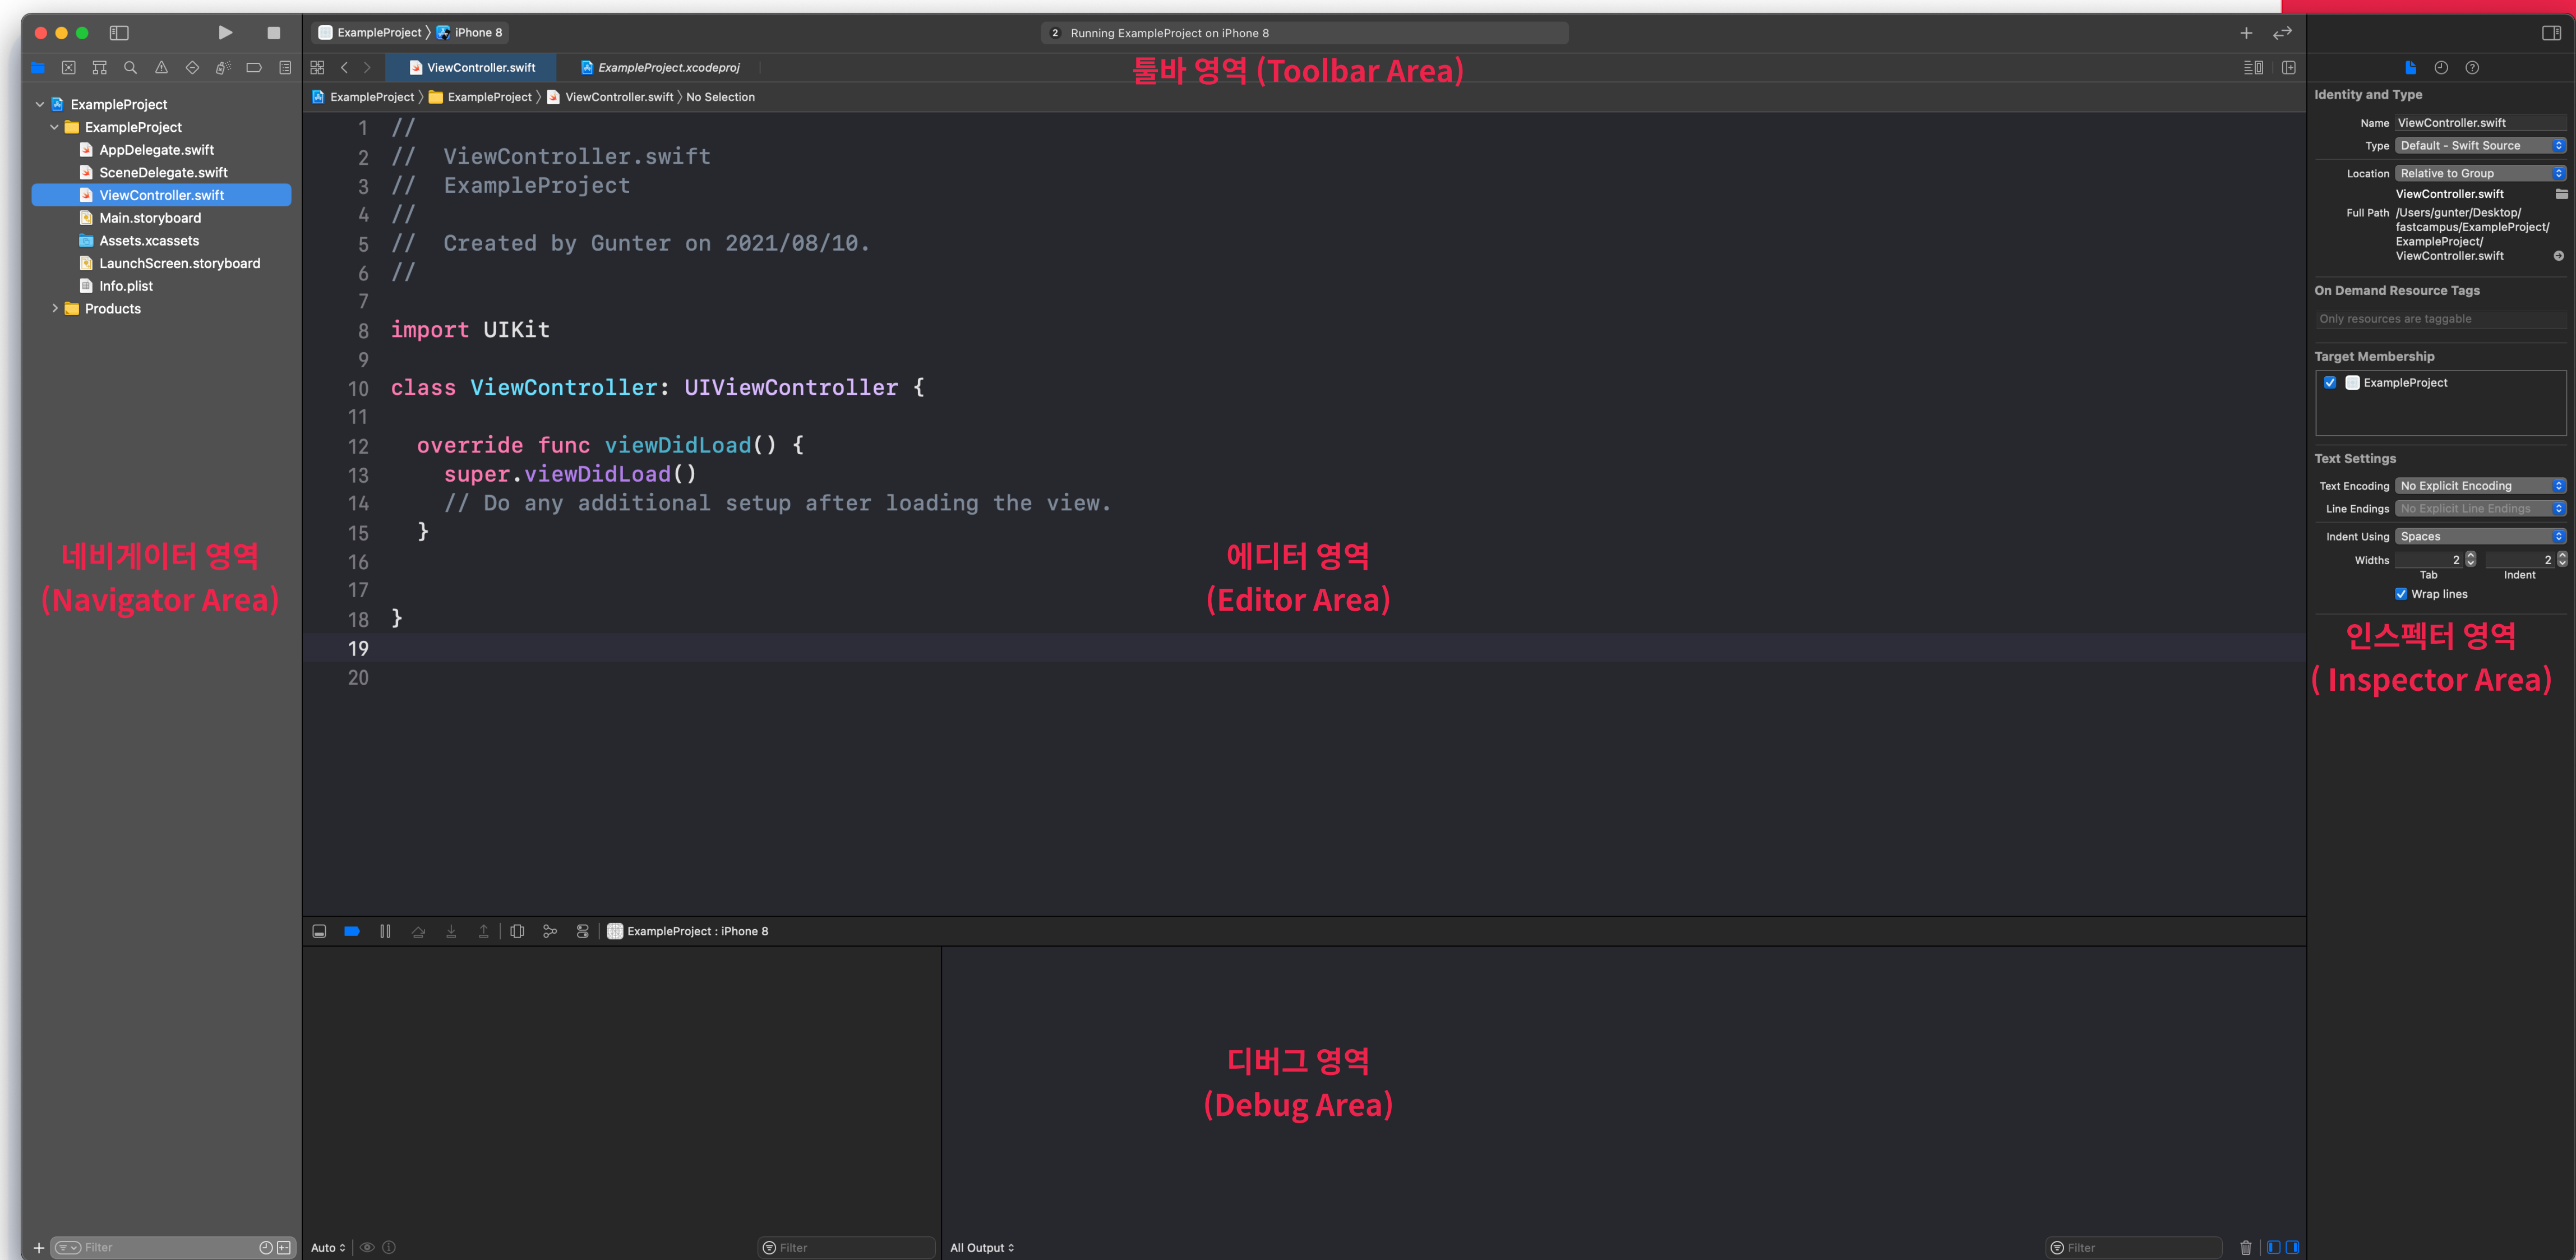 ExampleProject 〉 iPhone 8
2 Running ExampleProject on iPhone 8
ViewController.swift
ExampleProject.xcodeproj
툴바 영역 (Toolbar Area)
ExampleProject 〉 ExampleProject 〉 ViewController.swift 〉 No Selection
ExampleProject
ExampleProject
AppDelegate.swift
SceneDelegate.swift
ViewController.swift
Main.storyboard
Assets.xcassets
LaunchScreen.storyboard
Info.plist
Products
네비게이터 영역
(Navigator Area)
Filter
1 //
2 //  ViewController.swift
3 //  ExampleProject
4 //
5 //  Created by Gunter on 2021/08/10.
6 //
7
8 import UIKit
9
10 class ViewController: UIViewController {
11
12   override func viewDidLoad() {
13     super.viewDidLoad()
14     // Do any additional setup after loading the view.
15   }
16
17
18 }
19
20
에디터 영역
(Editor Area)
ExampleProject : iPhone 8
디버그 영역
(Debug Area)
Auto
Filter
All Output
Filter
Identity and Type
Name ViewController.swift
Type Default - Swift Source
Location Relative to Group
ViewController.swift
Full Path /Users/gunter/Desktop/
fastcampus/ExampleProject/
ExampleProject/
ViewController.swift
On Demand Resource Tags
Only resources are taggable
Target Membership
ExampleProject
Text Settings
Text Encoding No Explicit Encoding
Line Endings No Explicit Line Endings
Indent Using Spaces
Widths 2 2
Tab Indent
Wrap lines
인스펙터 영역
( Inspector Area)